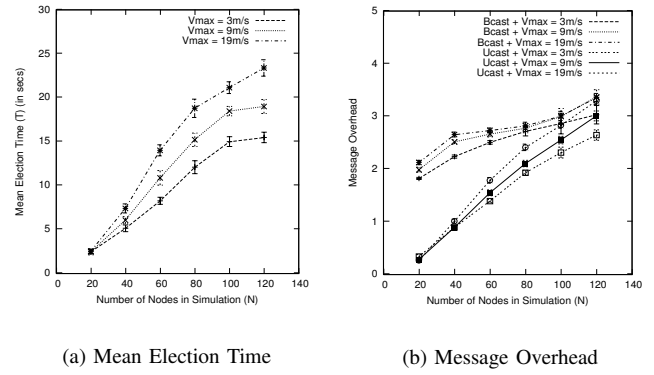 Vmax = 3m/s
Vmax = 9m/s
Vmax = 19m/s
Mean Election Time (T) (in secs)
30
25
20
15
10
5
0
0 20 40 60 80 100 120 140
Number of Nodes in Simulation (N)
(a) Mean Election Time
Bcast + Vmax = 3m/s
Bcast + Vmax = 9m/s
Bcast + Vmax = 19m/s
Ucast + Vmax = 3m/s
Ucast + Vmax = 9m/s
Ucast + Vmax = 19m/s
Message Overhead
5
4
3
2
1
0
0 20 40 60 80 100 120 140
Number of Nodes in Simulation (N)
(b) Message Overhead